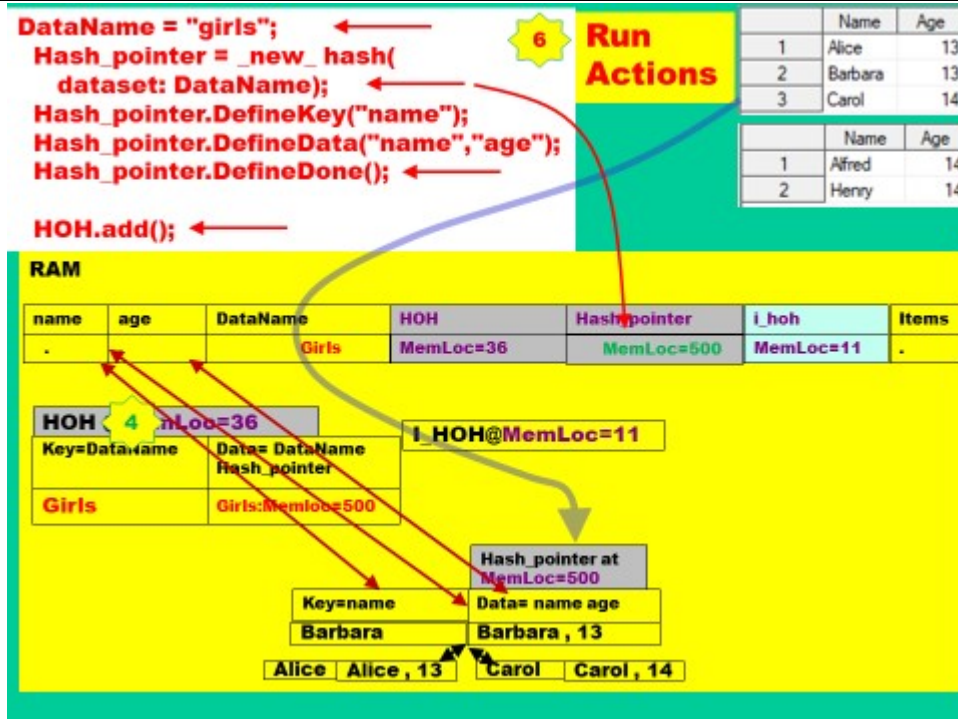 DataName = "girls";
Hash_pointer = _new_ hash(
dataset: DataName);
Hash_pointer.DefineKey("name");
Hash_pointer.DefineData("name","age");
Hash_pointer.DefineDone();
HOH.add();
6
Run
Actions
Name Age
1 Alice 13
2 Barbara 13
3 Carol 14
Name Age
1 Alfred 14
2 Henry 14
RAM
name age DataName HOH Hash_pointer i_hoh Items
. Girls MemLoc=36 MemLoc=500 MemLoc=11 .
HOH 4 mLoc=36
Key=DataName Data= DataName
Hash_pointer
Girls Girls:Memloc=500
I_HOH@MemLoc=11
Hash_pointer at
MemLoc=500
Key=name Data= name age
Barbara Barbara , 13
Alice Alice , 13 Carol Carol , 14